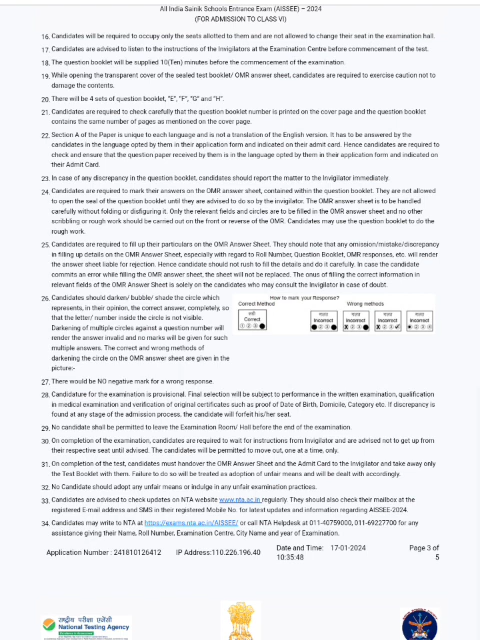 All India Sainik Schools Entrance Exam (AISSEE) – 2024
(FOR ADMISSION TO CLASS VI)
16. Candidates will be required to occupy only the seats allotted to them and are not allowed to change their seat in the examination hall.
17. Candidates are advised to listen to the instructions of the Invigilators at the Examination Centre before commencement of the test.
18. The question booklet will be supplied 10(Ten) minutes before the commencement of the examination.
19. While opening the transparent cover of the sealed test booklet/ OMR answer sheet, candidates are required to exercise caution not to
damage the contents.
20. There will be 4 sets of question booklet, "E", "F", "G" and "H".
21. Candidates are required to check carefully that the question booklet number is printed on the cover page and the question booklet
contains the same number of pages as mentioned on the cover page.
22. Section A of the Paper is unique to each language and is not a translation of the English version. It has to be answered by the
candidates in the language opted by them in their application form and indicated on their admit card. Hence candidates are required to
check and ensure that the question paper received by them is in the language opted by them in their application form and indicated on
their Admit Card.
23. In case of any discrepancy in the question booklet, candidates should report the matter to the Invigilator immediately.
24. Candidates are required to mark their answers on the OMR answer sheet, contained within the question booklet. They are not allowed
to open the seal of the question booklet until they are advised to do so by the invigilator. The OMR answer sheet is to be handled
carefully without folding or disfiguring it. Only the relevant fields and circles are to be filled in the OMR answer sheet and no other
scribbling or rough work should be carried out on the front or reverse of the OMR. Candidates may use the question booklet to do the
rough work.
25. Candidates are required to fill up their particulars on the OMR Answer Sheet. They should note that any omission/mistake/discrepancy
in filling up details on the OMR Answer Sheet, especially with regard to Roll Number, Question Booklet, OMR responses, etc. will render
the answer sheet liable for rejection. Hence candidate should not rush to fill the details and do it carefully. In case the candidate
commits an error while filling the OMR answer sheet, the sheet will not be replaced. The onus of filling the correct information in
relevant fields of the OMR Answer Sheet is solely on the candidates who may consult the Invigilator in case of doubt.
26. Candidates should darken/ bubble/ shade the circle which
represents, in their opinion, the correct answer, completely, so
that the letter/ number inside the circle is not visible.
Darkening of multiple circles against a question number will
render the answer invalid and no marks will be given for such
multiple answers. The correct and wrong methods of
darkening the circle on the OMR answer sheet are given in the
picture:-
How to mark your Response?
Correct Method Wrong methods
सही गलत गलत गलत गलत
Correct Incorrect Incorrect Incorrect Incorrect
27. There would be NO negative mark for a wrong response.
28. Candidature for the examination is provisional. Final selection will be subject to performance in the written examination, qualification
in medical examination and verification of original certificates such as proof of Date of Birth, Domicile, Category etc. If discrepancy is
found at any stage of the admission process, the candidate will forfeit his/her seat.
29. No candidate shall be permitted to leave the Examination Room/ Hall before the end of the examination.
30. On completion of the examination, candidates are required to wait for instructions from Invigilator and are advised not to get up from
their respective seat until advised. The candidates will be permitted to move out, one at a time, only.
31. On completion of the test, candidates must handover the OMR Answer Sheet and the Admit Card to the Invigilator and take away only
the Test Booklet with them. Failure to do so will be treated as adoption of unfair means and will be dealt with accordingly.
32. No Candidate should adopt any unfair means or indulge in any unfair examination practices.
33. Candidates are advised to check updates on NTA website www.nta.ac.in regularly. They should also check their mailbox at the
registered E-mail address and SMS in their registered Mobile No. for latest updates and information regarding AISSEE-2024.
34. Candidates may write to NTA at https://exams.nta.ac.in/AISSEE/ or call NTA Helpdesk at 011-40759000, 011-69227700 for any
assistance giving their Name, Roll Number, Examination Centre, City Name and year of Examination.
Application Number : 241810126412 IP Address:110.226.196.40 Date and Time: 17-01-2024 Page 3 of
10:35:48 5
राष्ट्रीय परीक्षा एजेंसी
National Testing Agency